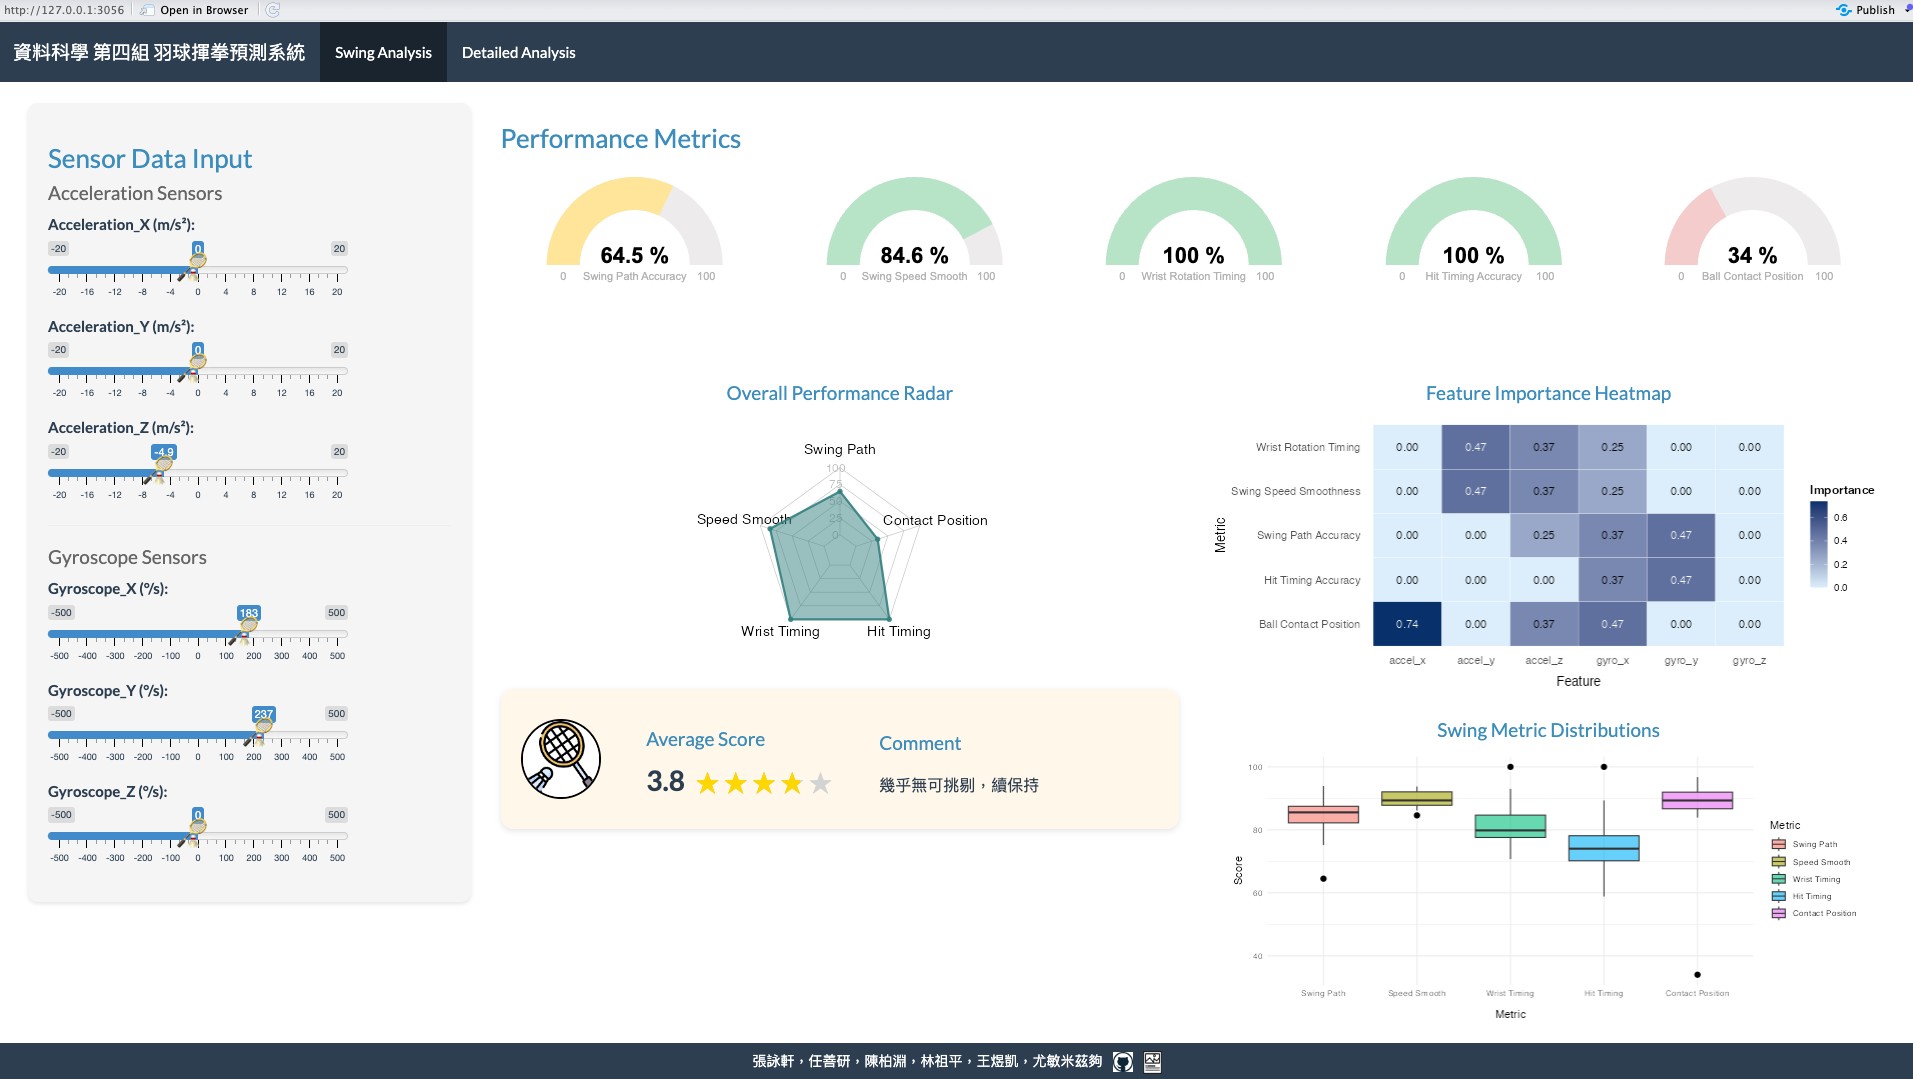 http://127.0.0.1:3056 Open in Browser Publish
資料科學 第四組 羽球揮拳預測系統 Swing Analysis Detailed Analysis
Sensor Data Input
Acceleration Sensors
Acceleration_X (m/s²):
-20 0 20
-20 -16 -12 -8 -4 0 4 8 12 16 20
Acceleration_Y (m/s²):
-20 0 20
-20 -16 -12 -8 -4 0 4 8 12 16 20
Acceleration_Z (m/s²):
-20 -4.9 20
-20 -16 -12 -8 -4 0 4 8 12 16 20
Gyroscope Sensors
Gyroscope_X (°/s):
-500 183 500
-500 -400 -300 -200 -100 0 100 200 300 400 500
Gyroscope_Y (°/s):
-500 237 500
-500 -400 -300 -200 -100 0 100 200 300 400 500
Gyroscope_Z (°/s):
-500 0 500
-500 -400 -300 -200 -100 0 100 200 300 400 500
Performance Metrics
64.5 %
0 Swing Path Accuracy 100
84.6 %
0 Swing Speed Smooth 100
100 %
0 Wrist Rotation Timing 100
100 %
0 Hit Timing Accuracy 100
34 %
0 Ball Contact Position 100
Overall Performance Radar
Swing Path
100
75
50
Speed Smooth
Contact Position
25
0
Wrist Timing
Hit Timing
Average Score
3.8
Comment
幾乎無可挑剔，續保持
Feature Importance Heatmap
Metric
Wrist Rotation Timing 0.00 0.47 0.37 0.25 0.00 0.00
Swing Speed Smoothness 0.00 0.47 0.37 0.25 0.00 0.00
Swing Path Accuracy 0.00 0.00 0.25 0.37 0.47 0.00
Hit Timing Accuracy 0.00 0.00 0.00 0.37 0.47 0.00
Ball Contact Position 0.74 0.00 0.37 0.47 0.00 0.00
accel_x accel_y accel_z gyro_x gyro_y gyro_z
Feature
Importance
0.6
0.4
0.2
0.0
Swing Metric Distributions
Score
100
80
60
40
Swing Path Speed Smooth Wrist Timing Hit Timing Contact Position
Metric
Metric
Swing Path
Speed Smooth
Wrist Timing
Hit Timing
Contact Position
張詠軒，任善研，陳柏淵，林祖平，王煜凱，尤敏米茲夠